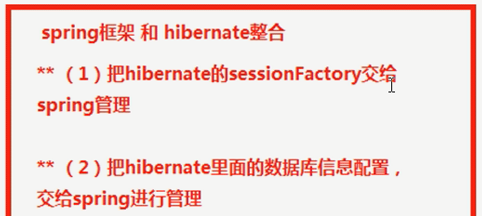 spring框架 和 hibernate整合
** （1）把hibernate的sessionFactory交给
spring管理
** （2）把hibernate里面的数据库信息配置，
交给spring进行管理